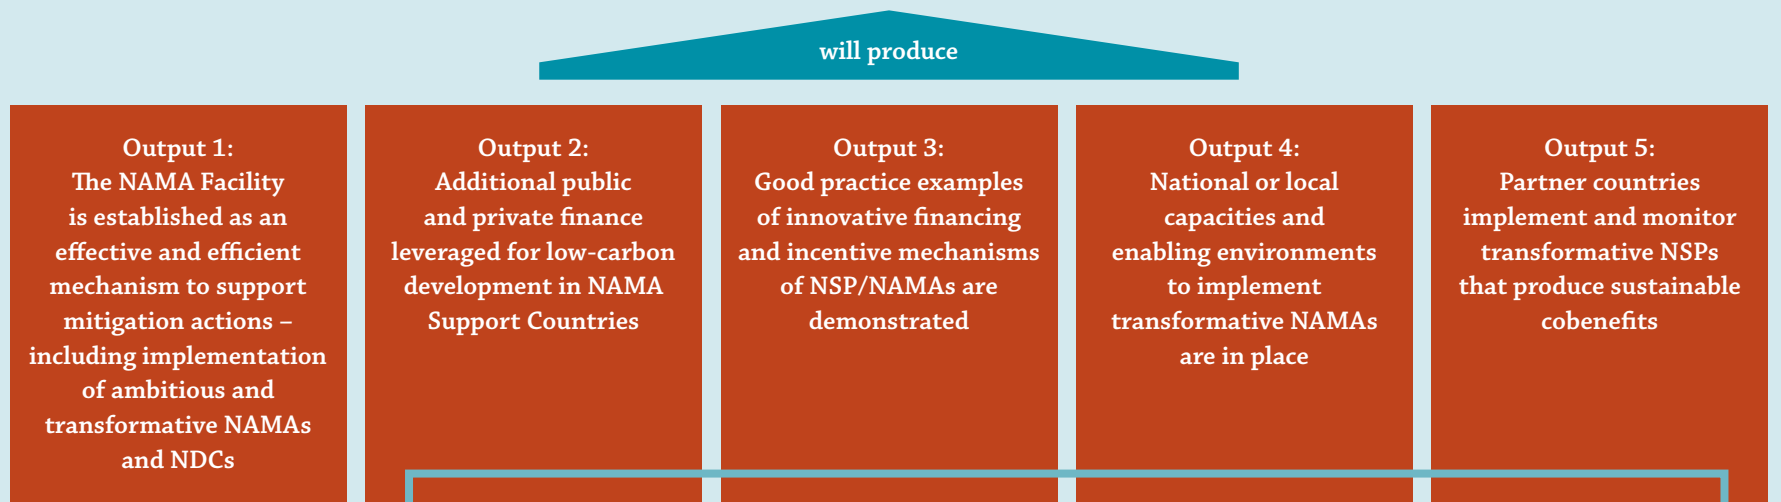 will produce
Output 1:
The NAMA Facility
is established as an
effective and efficient
mechanism to support
mitigation actions –
including implementation
of ambitious and
transformative NAMAs
and NDCs
Output 2:
Additional public
and private finance
leveraged for low-carbon
development in NAMA
Support Countries
Output 3:
Good practice examples
of innovative financing
and incentive mechanisms
of NSP/NAMAs are
demonstrated
Output 4:
National or local
capacities and
enabling environments
to implement
transformative NAMAs
are in place
Output 5:
Partner countries
implement and monitor
transformative NSPs
that produce sustainable
cobenefits